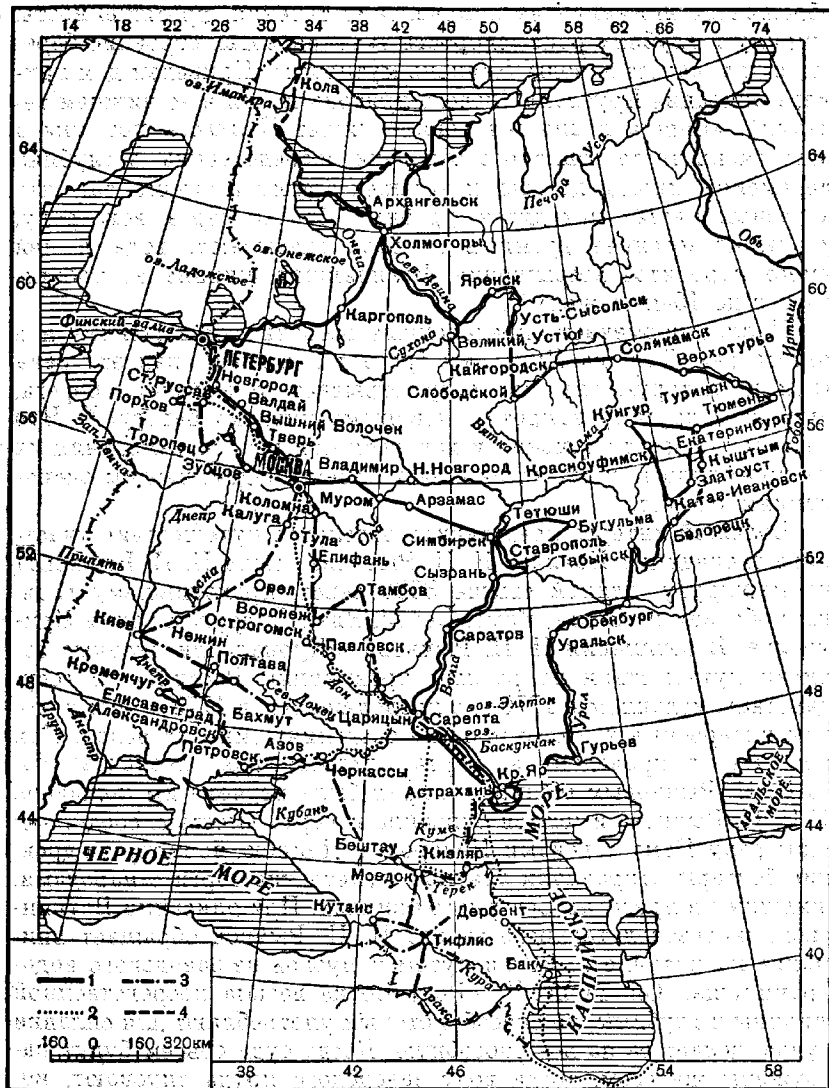 14 18 22 26 30 34 38 42 46 50 54 58 62 66 70 74
оз. Имандра
Кола
64
64
Печора
Уса
Архангельск
Холмогоры
Онега
оз. Онежское
оз. Ладожское
Сев. Двина
Обь
60
60
Яренск
Усть-Сысольск
Каргополь
Сухона
Великий Устюг
Финский залив
ПЕТЕРБУРГ
Кайгородск
Соликамск
Верхотурье
Иртыш
Слободской
Туринск
Тюмень
Новгород
Ст. Русса
Валдай
Порхов
Вышний Волочек
56
56
Зап. Двина
Торопец
Тверь
Зубцов
МОСКВА
Вятка
Кама
Кунгур
Екатеринбург
Тобол
Владимир
Н. Новгород
Красноуфимск
Кыштым
Златоуст
Катав-Ивановск
Коломна
Муром
Арзамас
Тетюши
Бугульма
Белорецк
Днепр
Калуга
Тула
Ока
Симбирск
Ставрополь
Табынск
52
52
Припять
Десна
Епифань
Сызрань
Орел
Воронеж
Тамбов
Острогомск
Киев
Нежин
Павловск
Саратов
Оренбург
Уральск
Полтава
Дон
Волга
Днепр
Кременчуг
Сев. Донец
48
48
Елисаветград
Бахмут
Царицын
Сарепта
оз. Эльтон
Урал
Александровск
оз. Баскунчак
Прут
Днестр
Петровск
Азов
Черкассы
Гурьев
Кр. Я
Астрахань
МОРЕ
АРАЛЬСКОЕ МОРЕ
44
44
Кубань
Кума
Бештау
Кизляр
ЧЕРНОЕ
МОРЕ
Моздок
Терек
КАСПИЙСКОЕ
Кутаис
Дербент
Тифлис
40
Баку
Кура
Аракс
1
3
2
4
160 0 160 320км
38 42 46 50 54 58